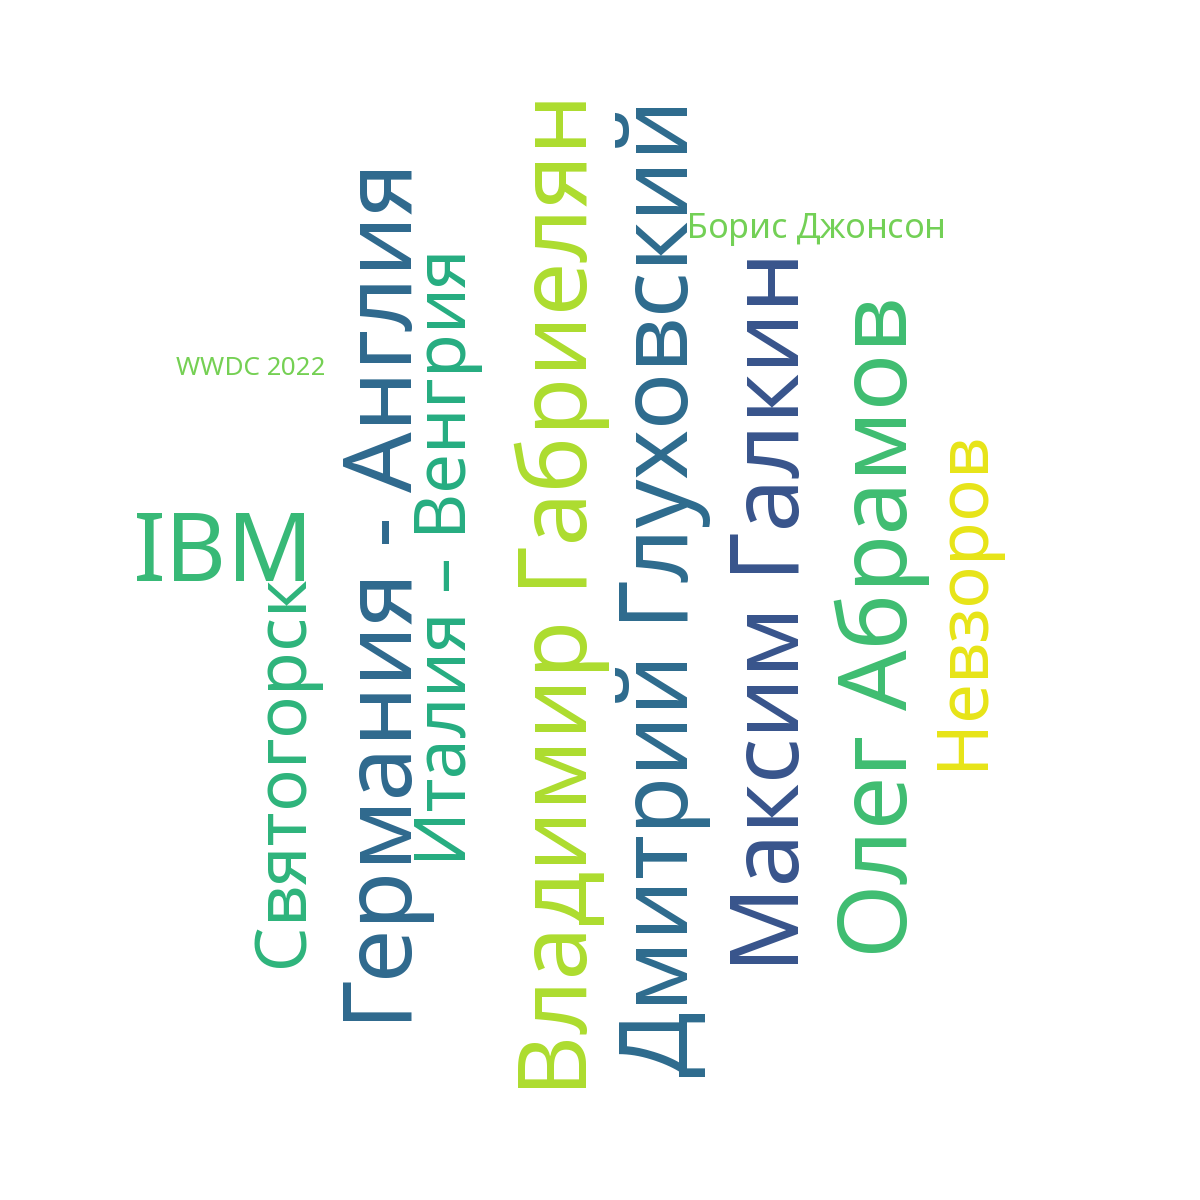 WWDC 2022
IBM
Святогорск
Германия - Англия
Италия – Венгрия
Владимир Габриелян
Дмитрий Глуховский
Борис Джонсон
Максим Галкин
Олег Абрамов
Невзоров